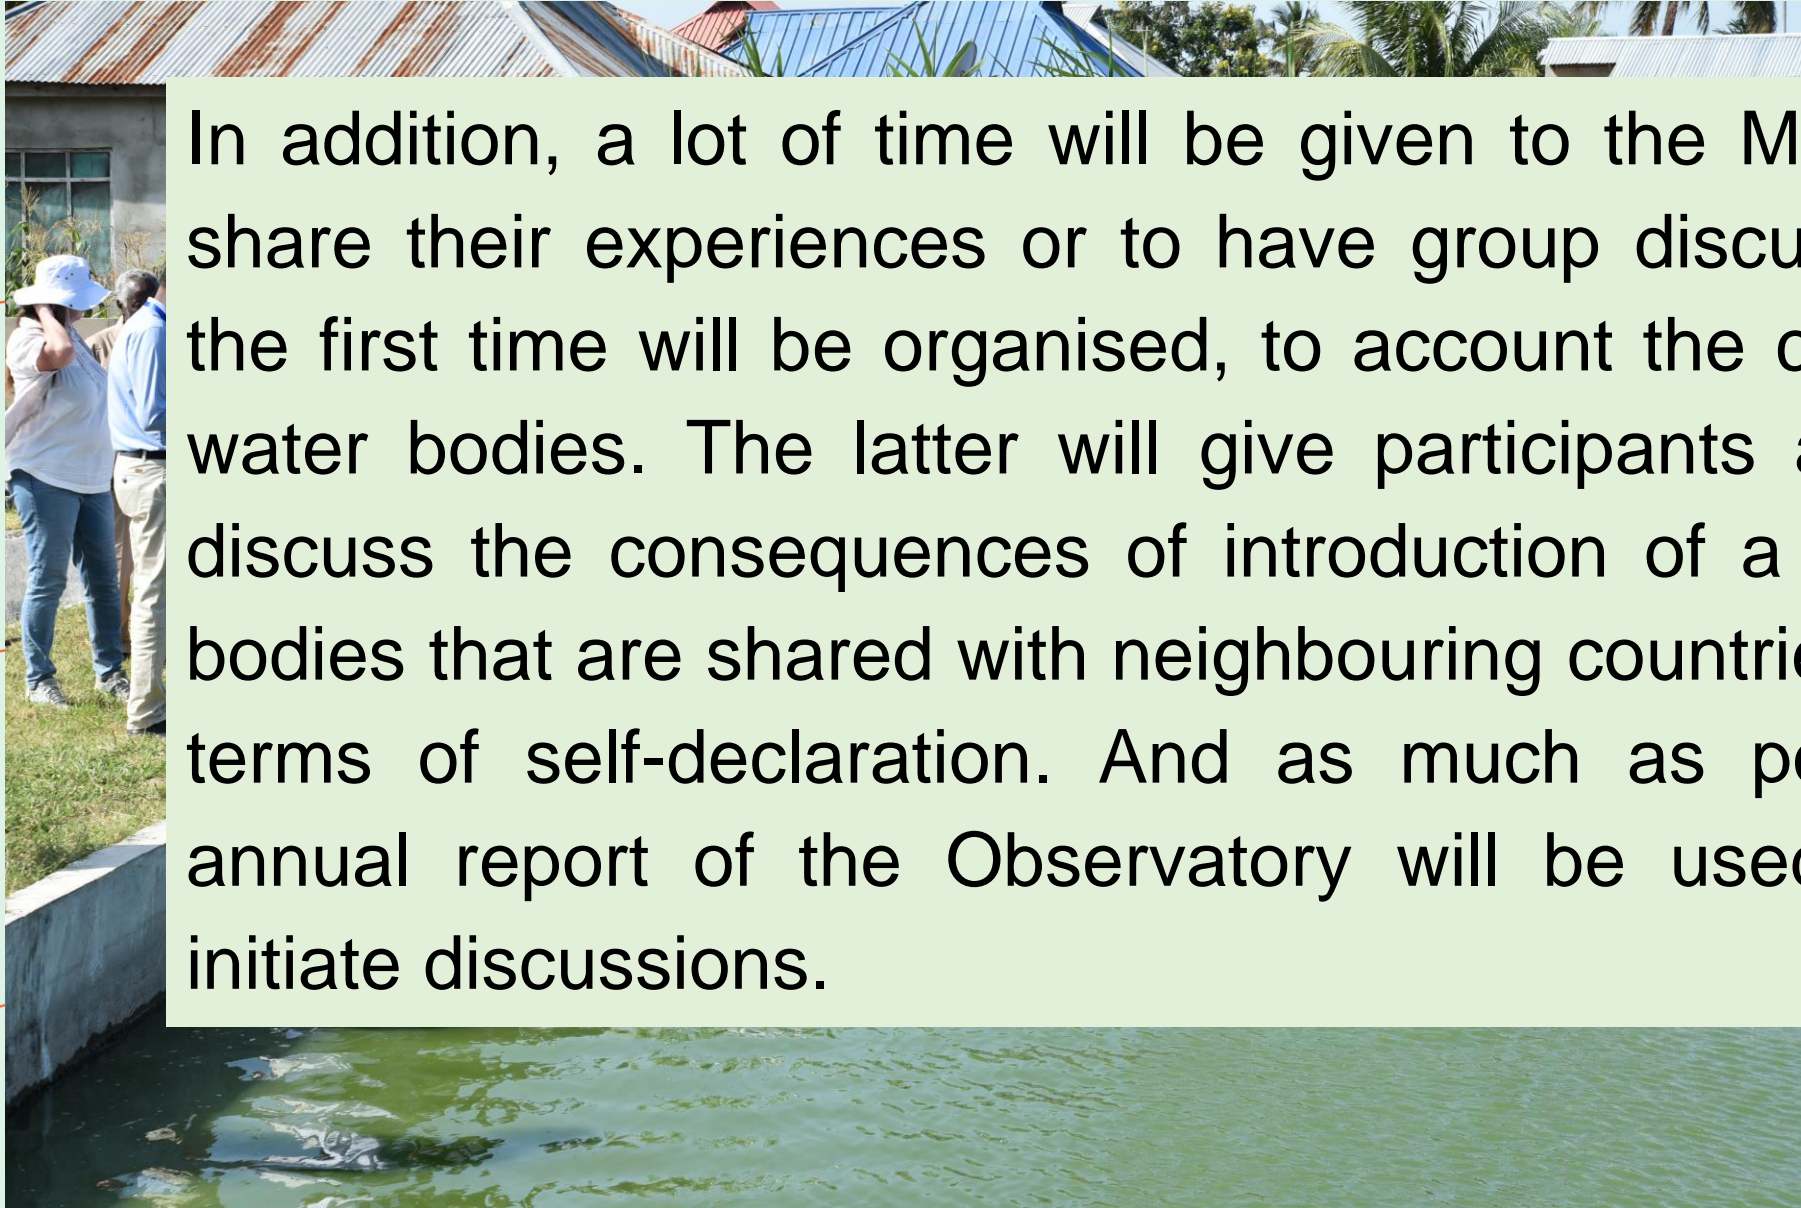 In addition, a lot of time will be given to the
share their experiences or to have group
the first time will be organised, to account the
water bodies. The latter will give participants
discuss the consequences of introduction of a
bodies that are shared with neighbouring
terms of self-declaration. And as much as
annual report of the Observatory will be
initiate discussions.